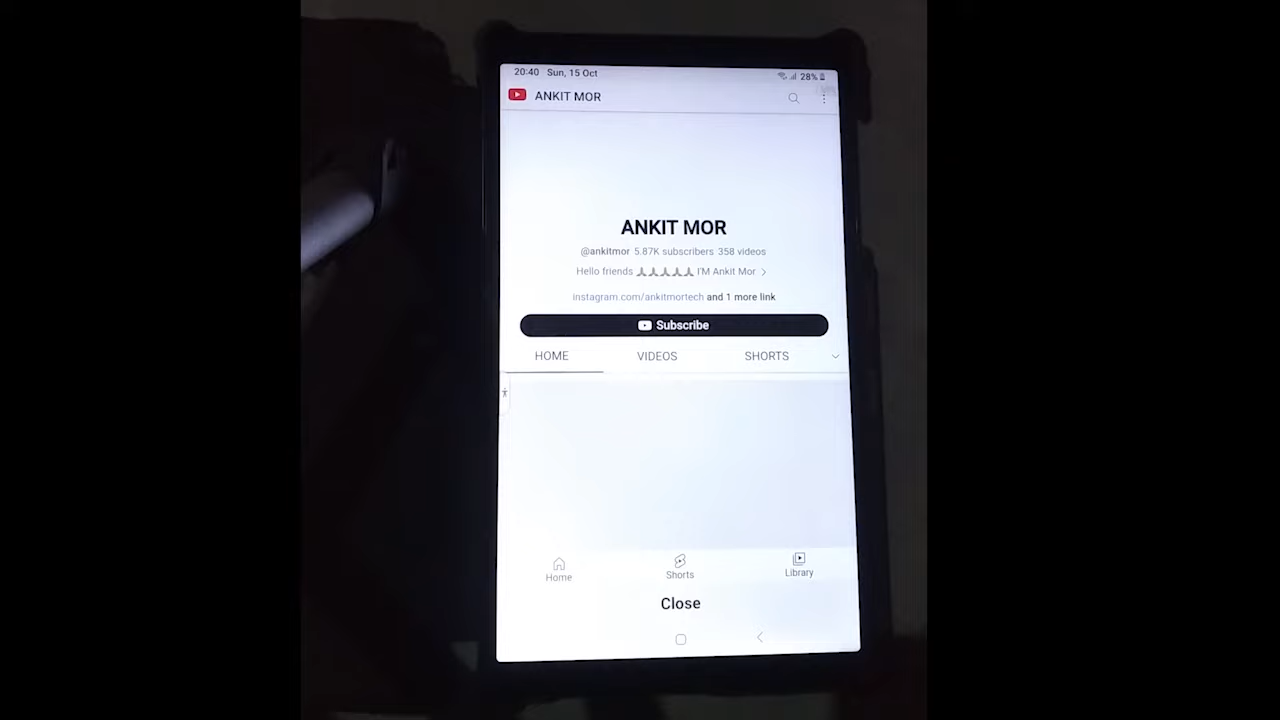 20:40 Sun, 15 Oct 28%
ANKIT MOR
ANKIT MOR
@ankitmor 5.87K subscribers 358 videos
Hello friends 🙏🙏🙏🙏🙏 I'M Ankit Mor >
instagram.com/ankitmortech and 1 more link
Subscribe
HOME VIDEOS SHORTS
Home Shorts Library
Close